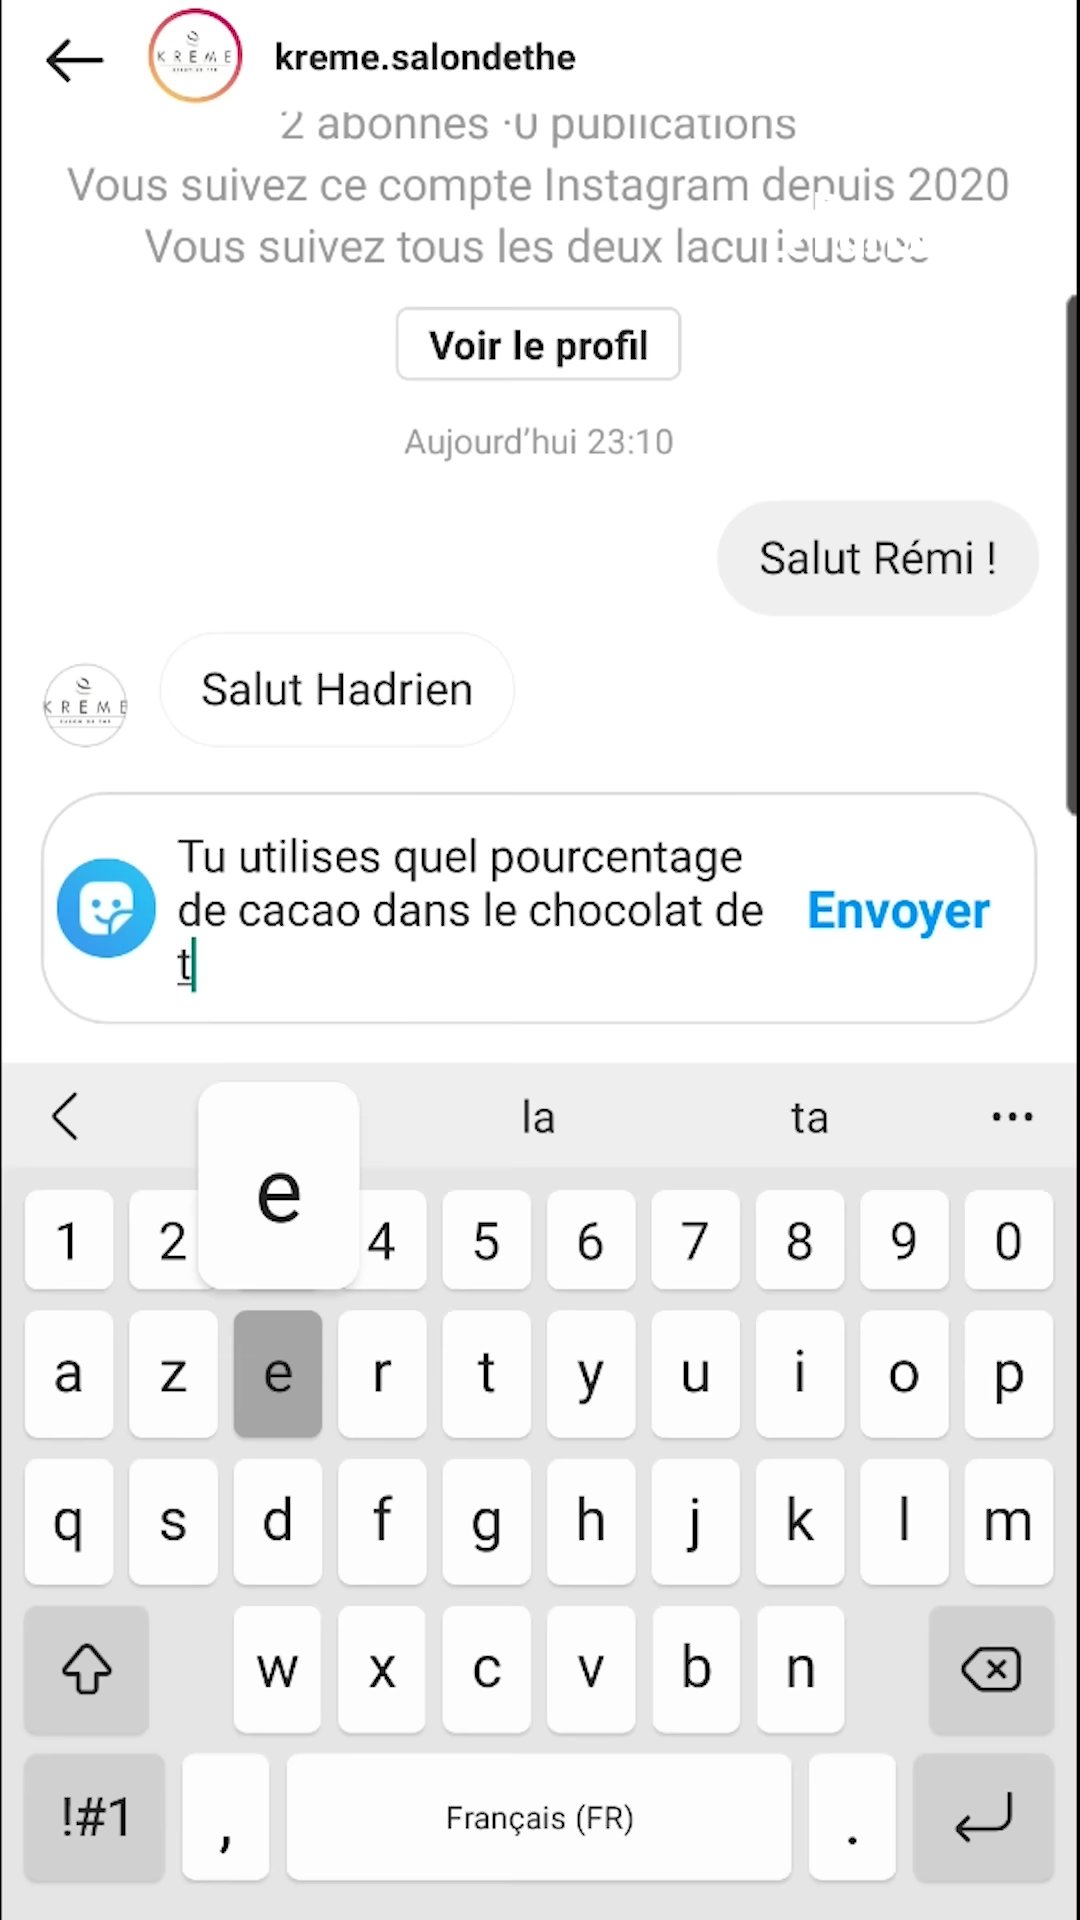 KREME
kreme.salondethe
2 abonnés ·0 publications
Vous suivez ce compte Instagram depuis 2020
Vous suivez tous les deux
Voir le profil
Aujourd’hui 23:10
Salut Rémi !
KREME
Salut Hadrien
Tu utilises quel pourcentage
de cacao dans le chocolat de
t
Envoyer
e
la
ta
1 2 4 5 6 7 8 9 0
a z e r t y u i o p
q s d f g h j k l m
w x c v b n
!#1 , Français (FR) .